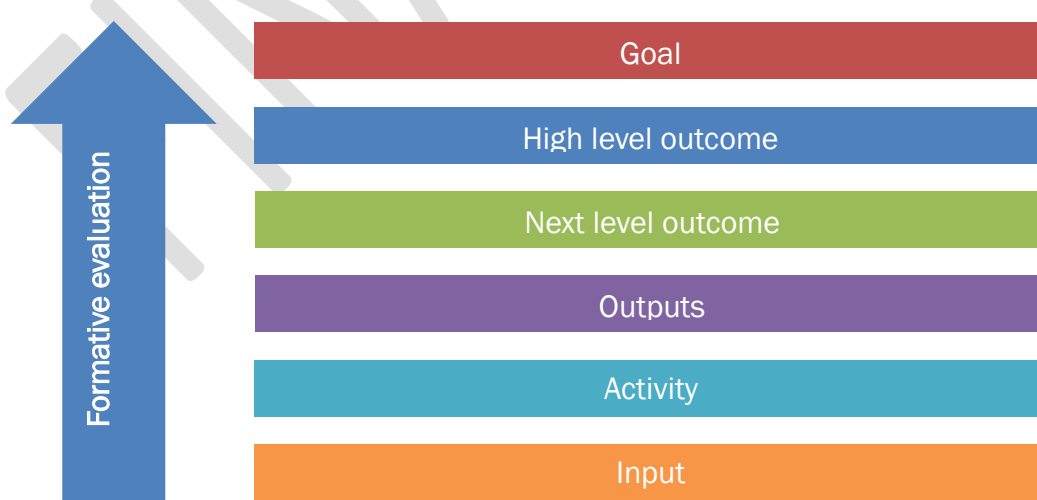 Goal
High level outcome
Next level outcome
Outputs
Activity
Input
Formative evaluation